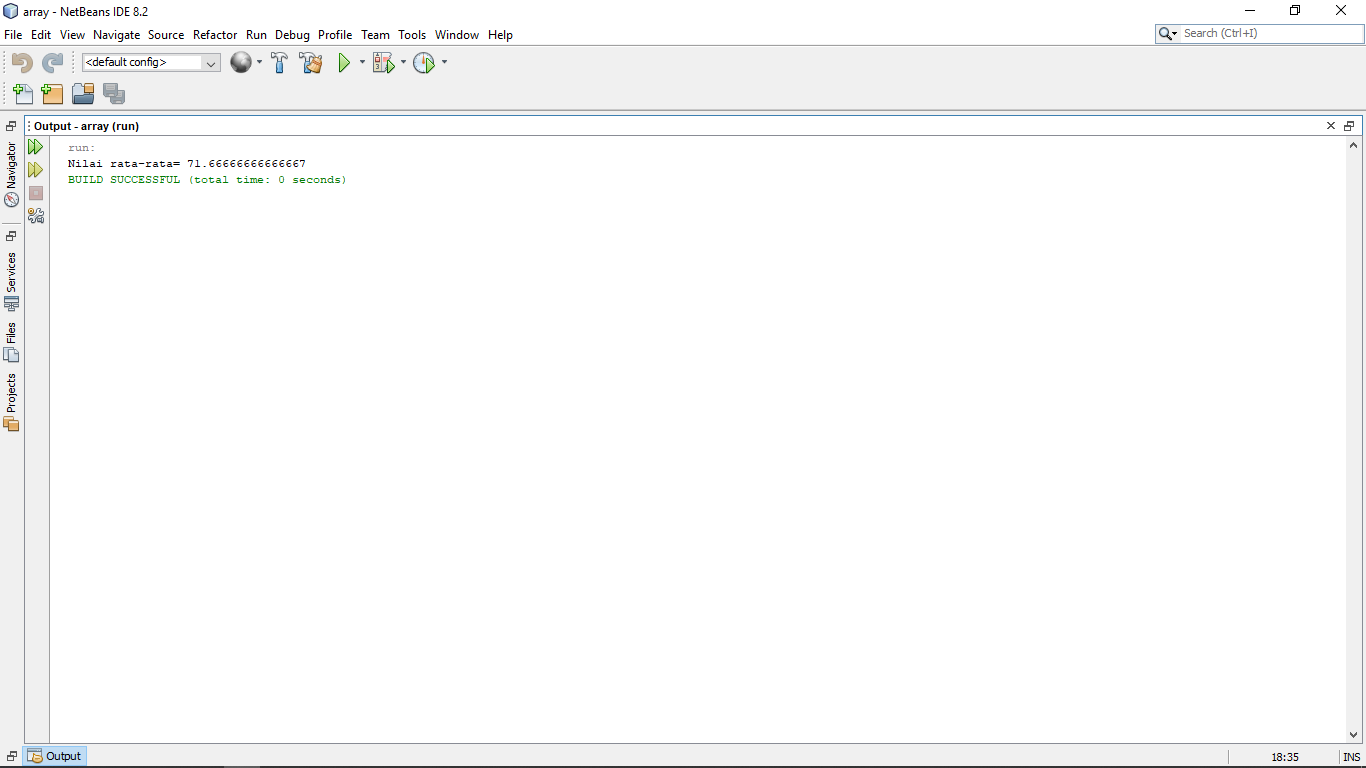 array - NetBeans IDE 8.2
File Edit View Navigate Source Refactor Run Debug Profile Team Tools Window Help
Search (Ctrl+I)
<default config>
Output - array (run)
run:
Nilai rata-rata= 71.66666666666667
BUILD SUCCESSFUL (total time: 0 seconds)
Navigator
Services
Files
Projects
Output
18:35
INS